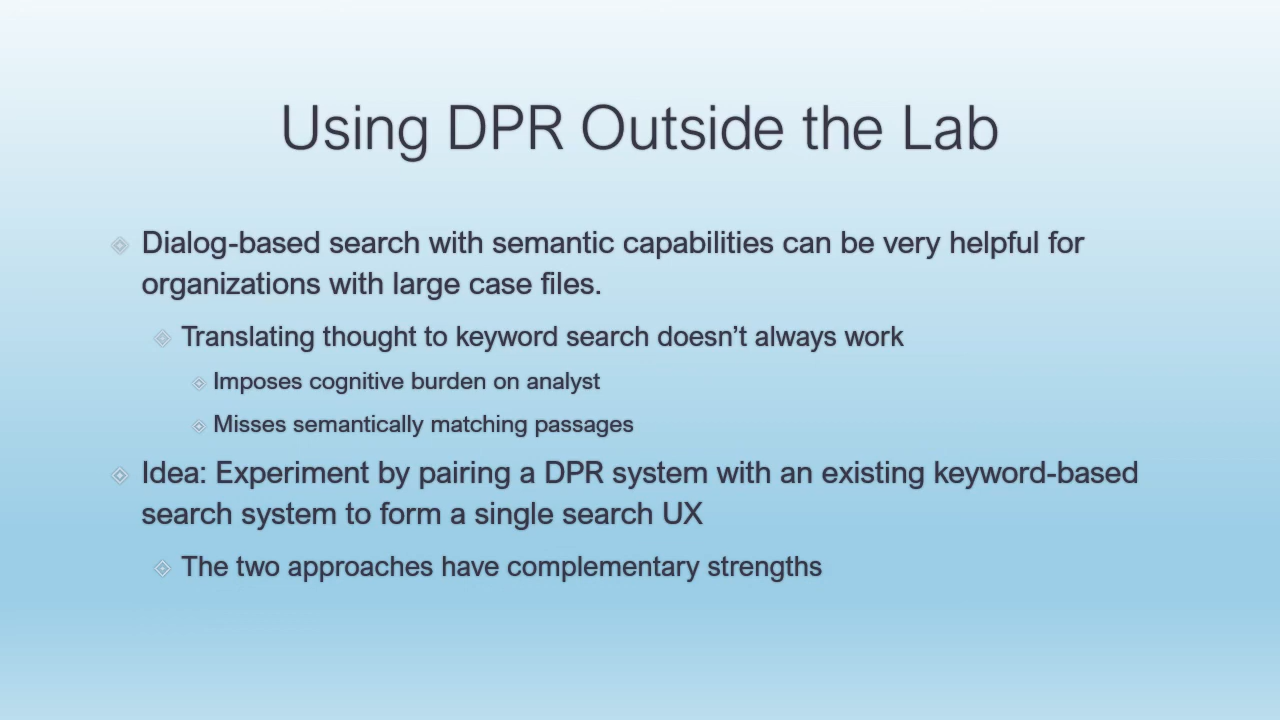 Using DPR Outside the Lab
Dialog-based search with semantic capabilities can be very helpful for
organizations with large case files.
Translating thought to keyword search doesn’t always work
Imposes cognitive burden on analyst
Misses semantically matching passages
Idea: Experiment by pairing a DPR system with an existing keyword-based
search system to form a single search UX
The two approaches have complementary strengths